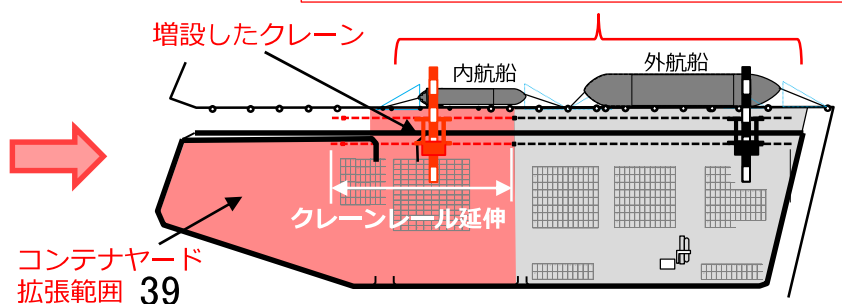 増設したクレーン
内航船
外航船
クレーンレール延伸
コンテナヤード
拡張範囲 39